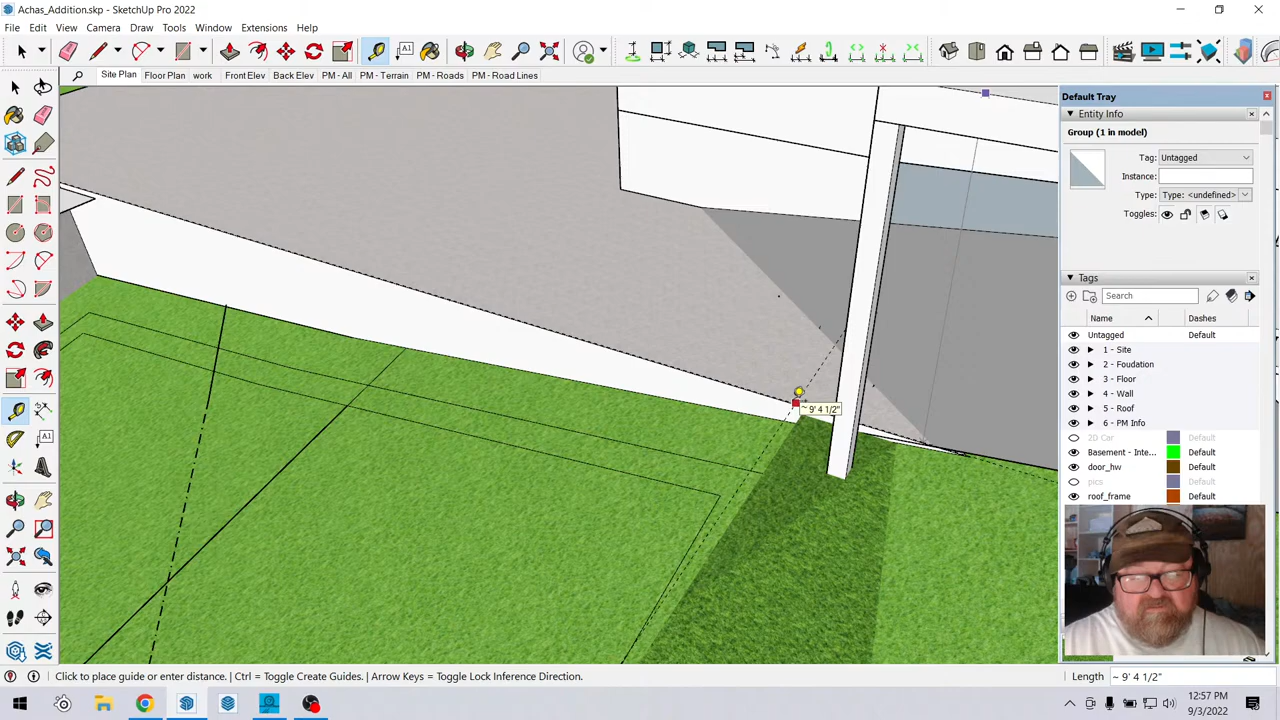 Achas_Addition.skp - SketchUp Pro 2022
File Edit View Camera Draw Tools Window Extensions Help
Site Plan Floor Plan work Front Elev Back Elev PM - All PM - Terrain PM - Roads PM - Road Lines
Default Tray
Entity Info
Group (1 in model)
Tag: Untagged
Instance:
Type: Type: <undefined>
Toggles:
Tags
Search
Name Dashes
Untagged Default
1 - Site
2 - Foudation
3 - Floor
4 - Wall
5 - Roof
6 - PM Info
2D Car Default
Basement - Inte... Default
door_hw Default
pics Default
roof_frame Default
~ 9' 4 1/2"
Click to place guide or enter distance. | Ctrl = Toggle Create Guides. | Arrow Keys = Toggle Lock Inference Direction.
Length ~ 9' 4 1/2"
12:57 PM
9/3/2022